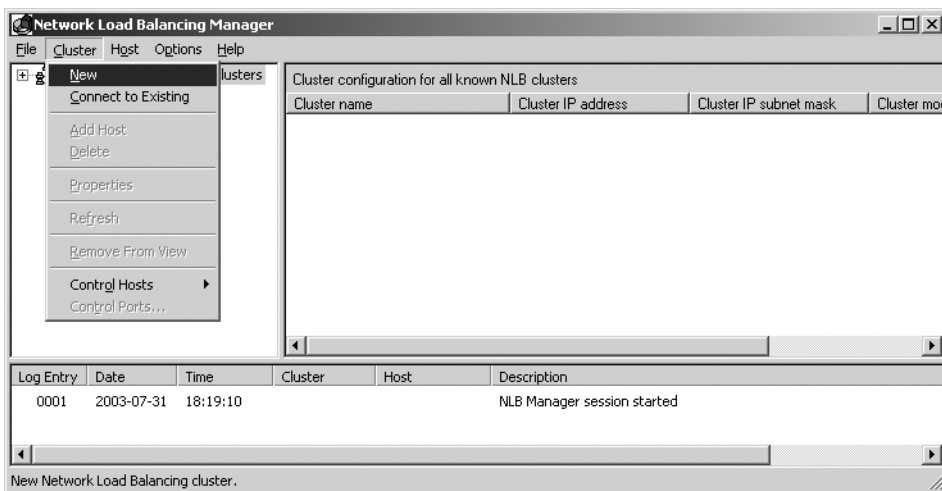 Network Load Balancing Manager
File Cluster Host Options Help
New
Connect to Existing
Add Host
Delete
Properties
Refresh
Remove From View
Control Hosts
Control Ports...
lusters
Cluster configuration for all known NLB clusters
Cluster name Cluster IP address Cluster IP subnet mask Cluster mo
Log Entry Date Time Cluster Host Description
0001 2003-07-31 18:19:10 NLB Manager session started
New Network Load Balancing cluster.